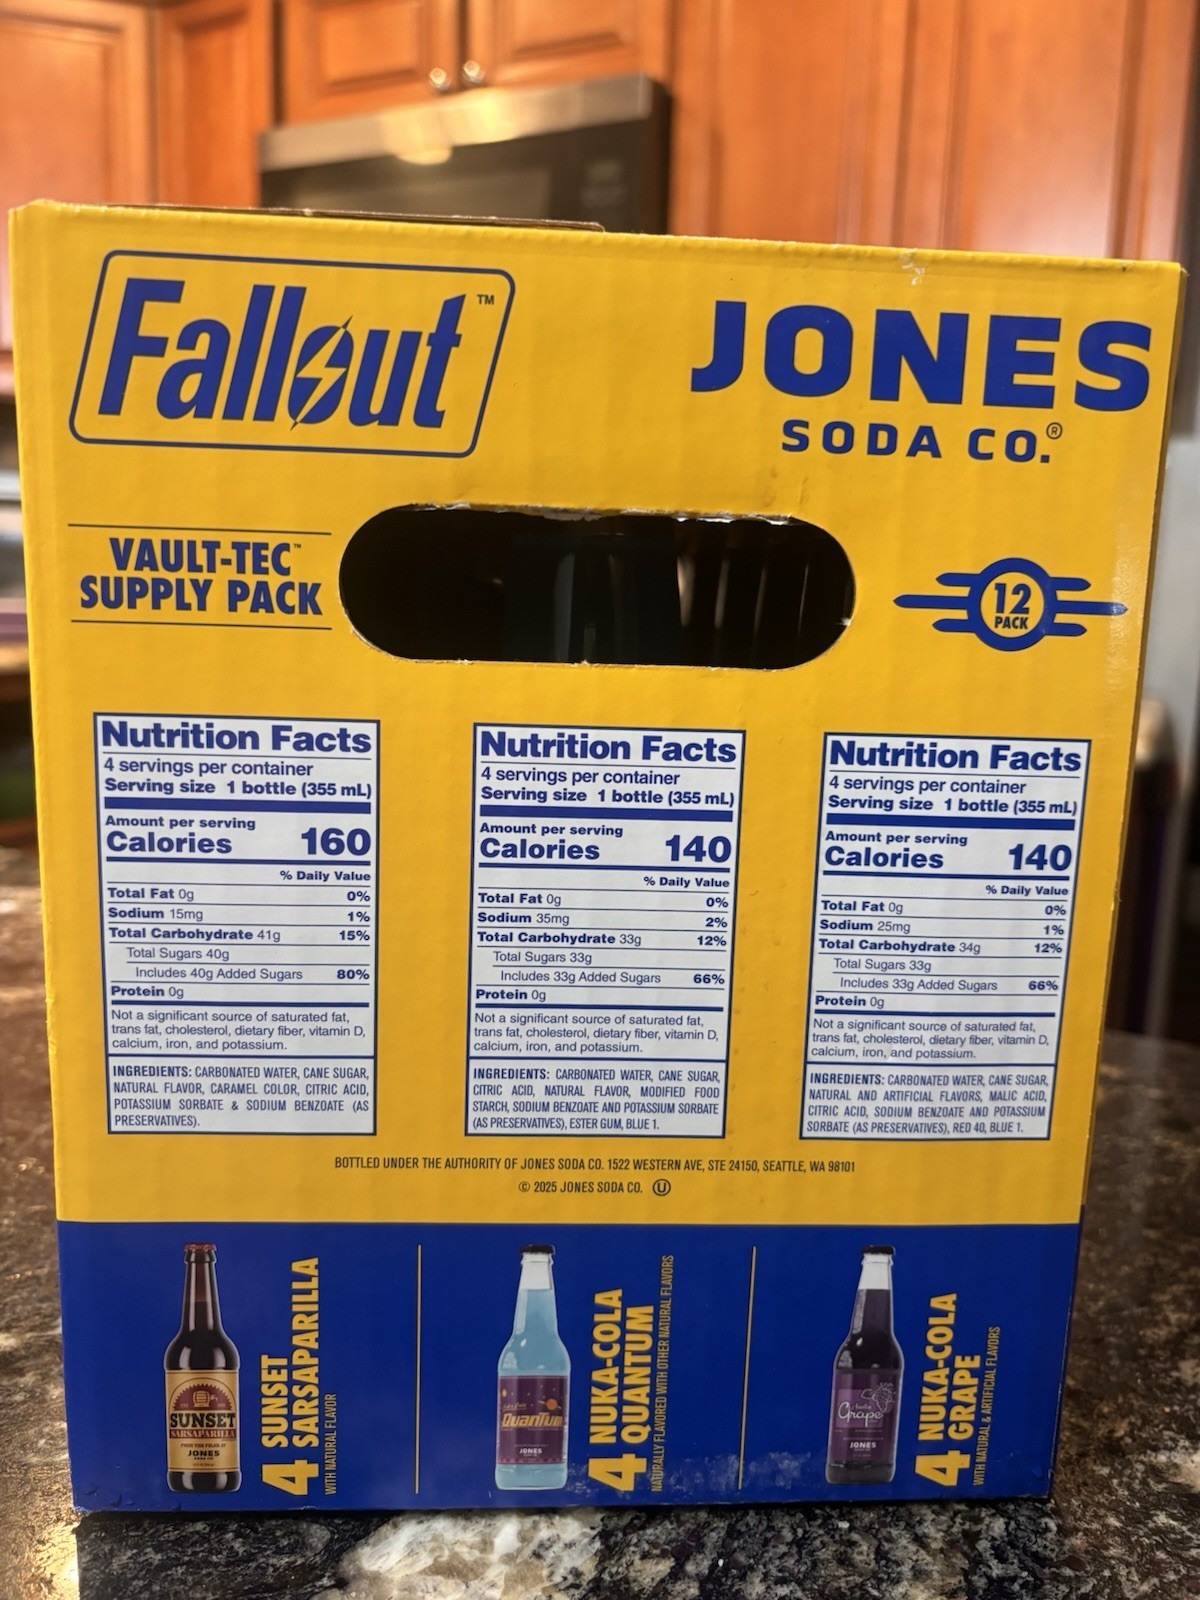 Fallout™
JONES
SODA CO.®
VAULT-TEC™
SUPPLY PACK
12
PACK
Nutrition Facts
4 servings per container
Serving size 1 bottle (355 mL)
Amount per serving
Calories 160
% Daily Value
Total Fat 0g 0%
Sodium 15mg 1%
Total Carbohydrate 41g 15%
Total Sugars 40g
Includes 40g Added Sugars 80%
Protein 0g
Not a significant source of saturated fat,
trans fat, cholesterol, dietary fiber, vitamin D,
calcium, iron, and potassium.
INGREDIENTS: CARBONATED WATER, CANE SUGAR,
NATURAL FLAVOR, CARAMEL COLOR, CITRIC ACID,
POTASSIUM SORBATE & SODIUM BENZOATE (AS
PRESERVATIVES).
Nutrition Facts
4 servings per container
Serving size 1 bottle (355 mL)
Amount per serving
Calories 140
% Daily Value
Total Fat 0g 0%
Sodium 35mg 2%
Total Carbohydrate 33g 12%
Total Sugars 33g
Includes 33g Added Sugars 66%
Protein 0g
Not a significant source of saturated fat,
trans fat, cholesterol, dietary fiber, vitamin D,
calcium, iron, and potassium.
INGREDIENTS: CARBONATED WATER, CANE SUGAR,
CITRIC ACID, NATURAL FLAVOR, MODIFIED FOOD
STARCH, SODIUM BENZOATE AND POTASSIUM SORBATE
(AS PRESERVATIVES), ESTER GUM, BLUE 1.
Nutrition Facts
4 servings per container
Serving size 1 bottle (355 mL)
Amount per serving
Calories 140
% Daily Value
Total Fat 0g 0%
Sodium 25mg 1%
Total Carbohydrate 34g 12%
Total Sugars 33g
Includes 33g Added Sugars 66%
Protein 0g
Not a significant source of saturated fat,
trans fat, cholesterol, dietary fiber, vitamin D,
calcium, iron, and potassium.
INGREDIENTS: CARBONATED WATER, CANE SUGAR,
NATURAL AND ARTIFICIAL FLAVORS, MALIC ACID,
CITRIC ACID, SODIUM BENZOATE AND POTASSIUM
SORBATE (AS PRESERVATIVES), RED 40, BLUE 1.
BOTTLED UNDER THE AUTHORITY OF JONES SODA CO. 1522 WESTERN AVE, STE 24150, SEATTLE, WA 98101
© 2025 JONES SODA CO. Ⓤ
SUNSET
SARSAPARILLA
JONES
4 SUNSET
SARSAPARILLA
WITH NATURAL FLAVOR
Quantum
JONES
4 NUKA-COLA
QUANTUM
NATURALLY FLAVORED WITH OTHER NATURAL FLAVORS
Grape
JONES
4 NUKA-COLA
GRAPE
WITH NATURAL & ARTIFICIAL FLAVORS